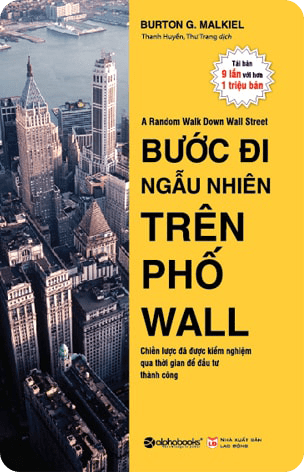 BURTON G. MALKIEL
Thanh Huyền, Thư Trang dịch
Tái bản
9 lần với hơn
1 triệu bản
A Random Walk Down Wall Street
BƯỚC ĐI
NGẪU NHIÊN
TRÊN
PHỐ
WALL
Chiến lược đã được kiểm nghiệm
qua thời gian để đầu tư
thành công
alphabooks
NHÀ XUẤT BẢN
LAO ĐỘNG